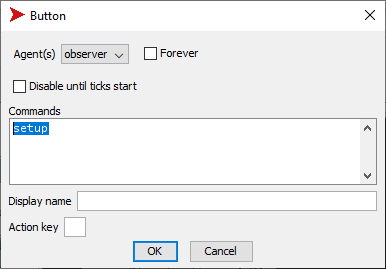 Button
Agent(s) observer Forever
Disable until ticks start
Commands
setup
Display name
Action key
OK Cancel